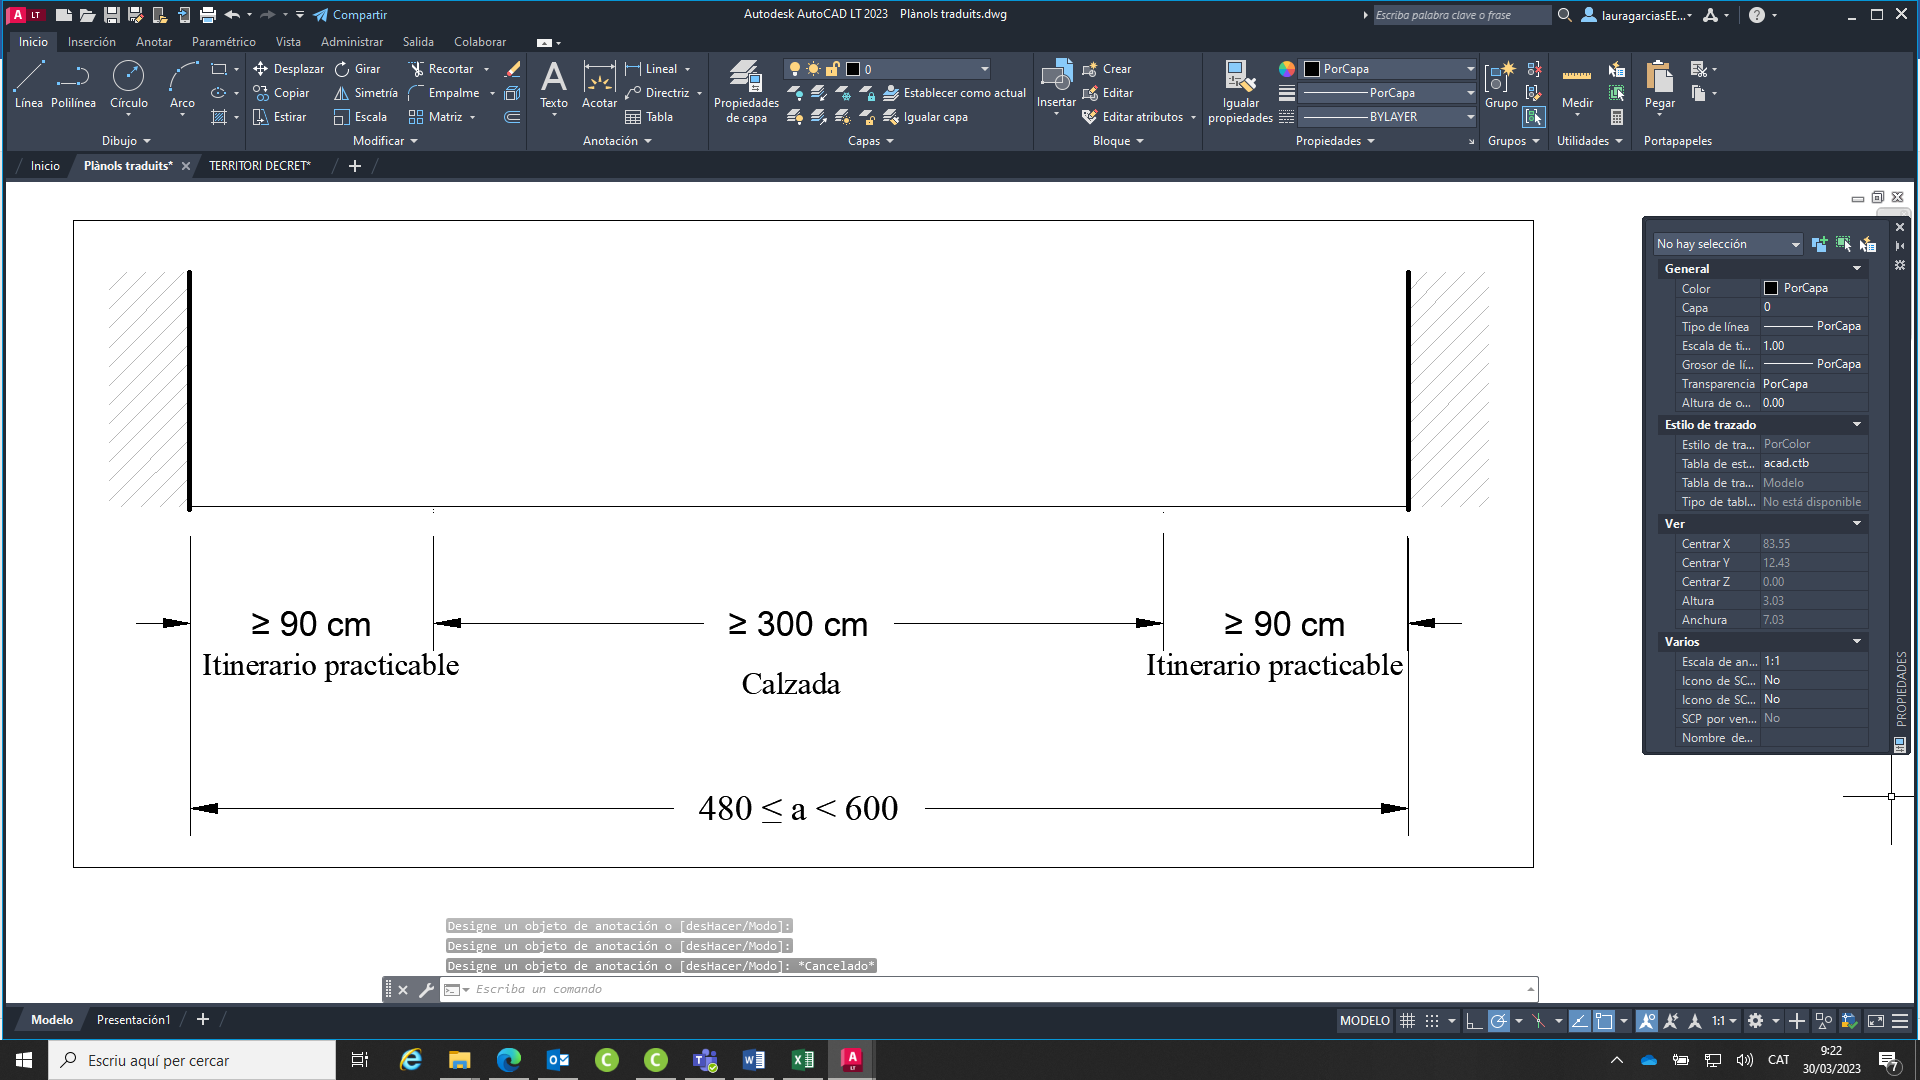 LT
Compartir
Autodesk AutoCAD LT 2023 Plànols traduits.dwg
Escriba palabra clave o frase
lauragarciasEE...
Inicio Inserción Anotar Paramétrico Vista Administrar Salida Colaborar
Línea Polilínea Círculo Arco
Desplazar Girar Recortar
Copiar Simetría Empalme
Estirar Escala Matriz
Texto Acotar
Lineal
Directriz
Tabla
Propiedades de capa
0
Establecer como actual
Igualar capa
Insertar
Crear
Editar
Editar atributos
Igualar propiedades
PorCapa
PorCapa
BYLAYER
Grupo
Medir
Pegar
Dibujo Modificar Anotación Capas Bloque Propiedades Grupos Utilidades Portapapeles
Inicio Plànols traduits* TERRITORI DECRET*
≥ 90 cm ≥ 300 cm ≥ 90 cm
Itinerario practicable Calzada Itinerario practicable
480 ≤ a < 600
No hay selección
General
Color PorCapa
Capa 0
Tipo de línea PorCapa
Escala de ti... 1.00
Grosor de lí... PorCapa
Transparencia PorCapa
Altura de o... 0.00
Estilo de trazado
Estilo de tra... PorColor
Tabla de est... acad.ctb
Tabla de tra... Modelo
Tipo de tabl... No está disponible
Ver
Centrar X 83.55
Centrar Y 12.43
Centrar Z 0.00
Altura 3.03
Anchura 7.03
Varios
Escala de an... 1:1
Icono de SC... No
Icono de SC... No
SCP por ven... No
Nombre de...
PROPIEDADES
Designe un objeto de anotación o [desHacer/Modo]:
Designe un objeto de anotación o [desHacer/Modo]:
Designe un objeto de anotación o [desHacer/Modo]: *Cancelado*
Escriba un comando
Modelo Presentación1
MODELO 1:1
Escriu aquí per cercar
CAT
9:22
30/03/2023
7